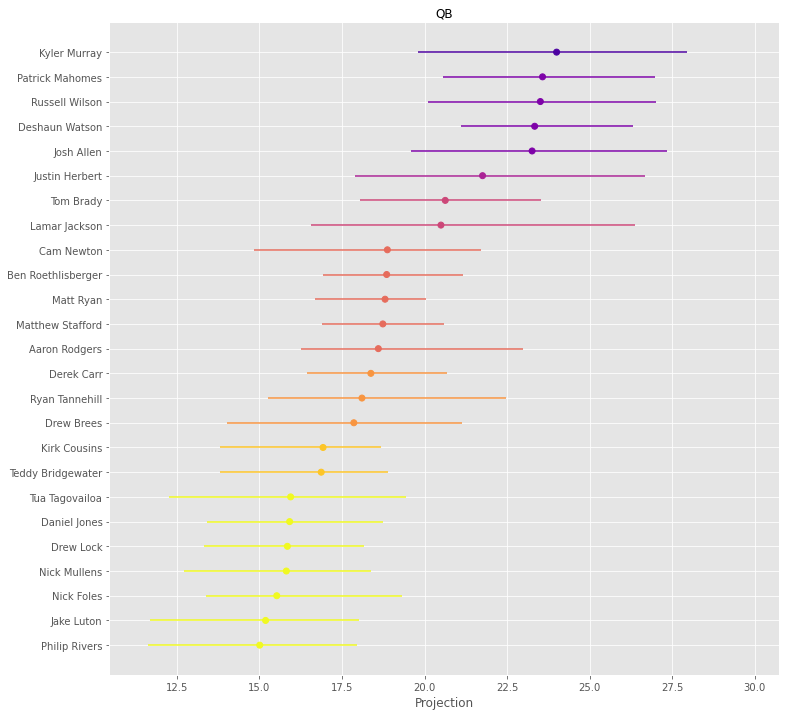 QB
Kyler Murray
Patrick Mahomes
Russell Wilson
Deshaun Watson
Josh Allen
Justin Herbert
Tom Brady
Lamar Jackson
Cam Newton
Ben Roethlisberger
Matt Ryan
Matthew Stafford
Aaron Rodgers
Derek Carr
Ryan Tannehill
Drew Brees
Kirk Cousins
Teddy Bridgewater
Tua Tagovailoa
Daniel Jones
Drew Lock
Nick Mullens
Nick Foles
Jake Luton
Philip Rivers
12.5 15.0 17.5 20.0 22.5 25.0 27.5 30.0
Projection